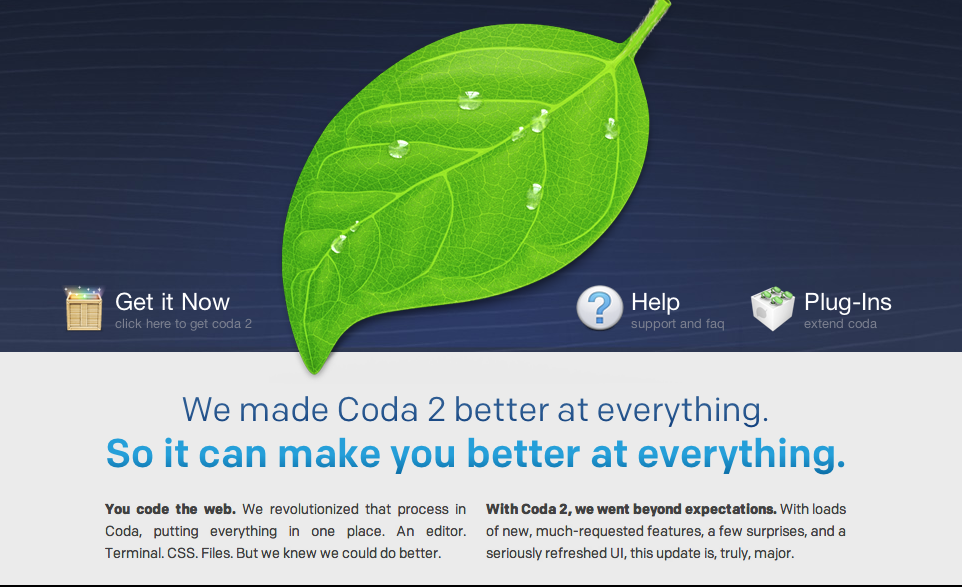 Get it Now
click here to get coda 2
Help
support and faq
Plug-Ins
extend coda
We made Coda 2 better at everything.
So it can make you better at everything.
You code the web. We revolutionized that process in
Coda, putting everything in one place. An editor.
Terminal. CSS. Files. But we knew we could do better.
With Coda 2, we went beyond expectations. With loads
of new, much-requested features, a few surprises, and a
seriously refreshed UI, this update is, truly, major.